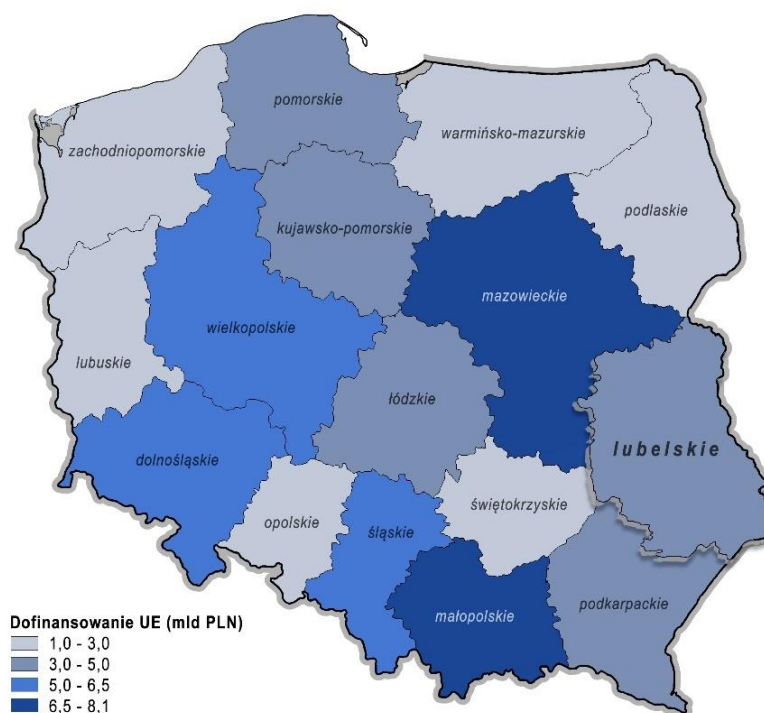 pomorskie
warmińsko-mazurskie
zachodniopomorskie
podlaskie
kujawsko-pomorskie
mazowieckie
wielkopolskie
lubuskie
łódzkie
lubelskie
dolnośląskie
świętokrzyskie
opolskie
śląskie
podkarpackie
małopolskie
Dofinansowanie UE (mld PLN)
1,0 - 3,0
3,0 - 5,0
5,0 - 6,5
6,5 - 8,1